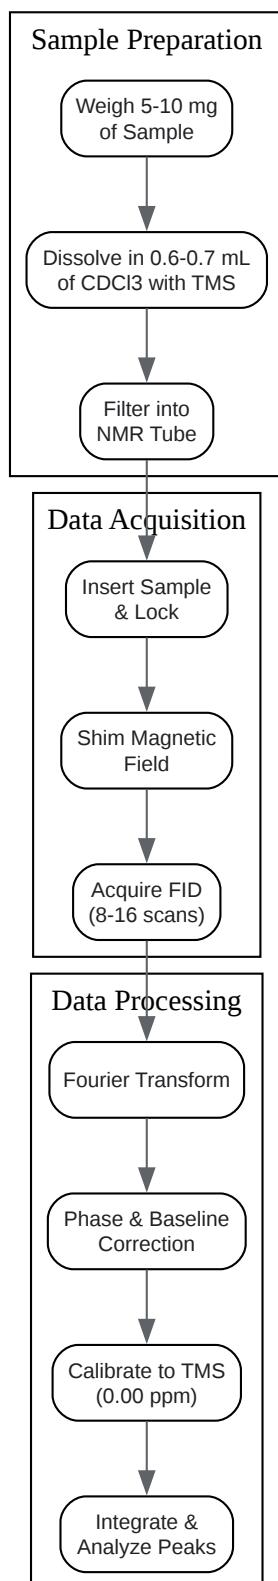 Sample Preparation
Weigh 5-10 mg
of Sample
Dissolve in 0.6-0.7 mL
of CDCl3 with TMS
Filter into
NMR Tube
Data Acquisition
Insert Sample
& Lock
Shim Magnetic
Field
Acquire FID
(8-16 scans)
Data Processing
Fourier Transform
Phase & Baseline
Correction
Calibrate to TMS
(0.00 ppm)
Integrate &
Analyze Peaks